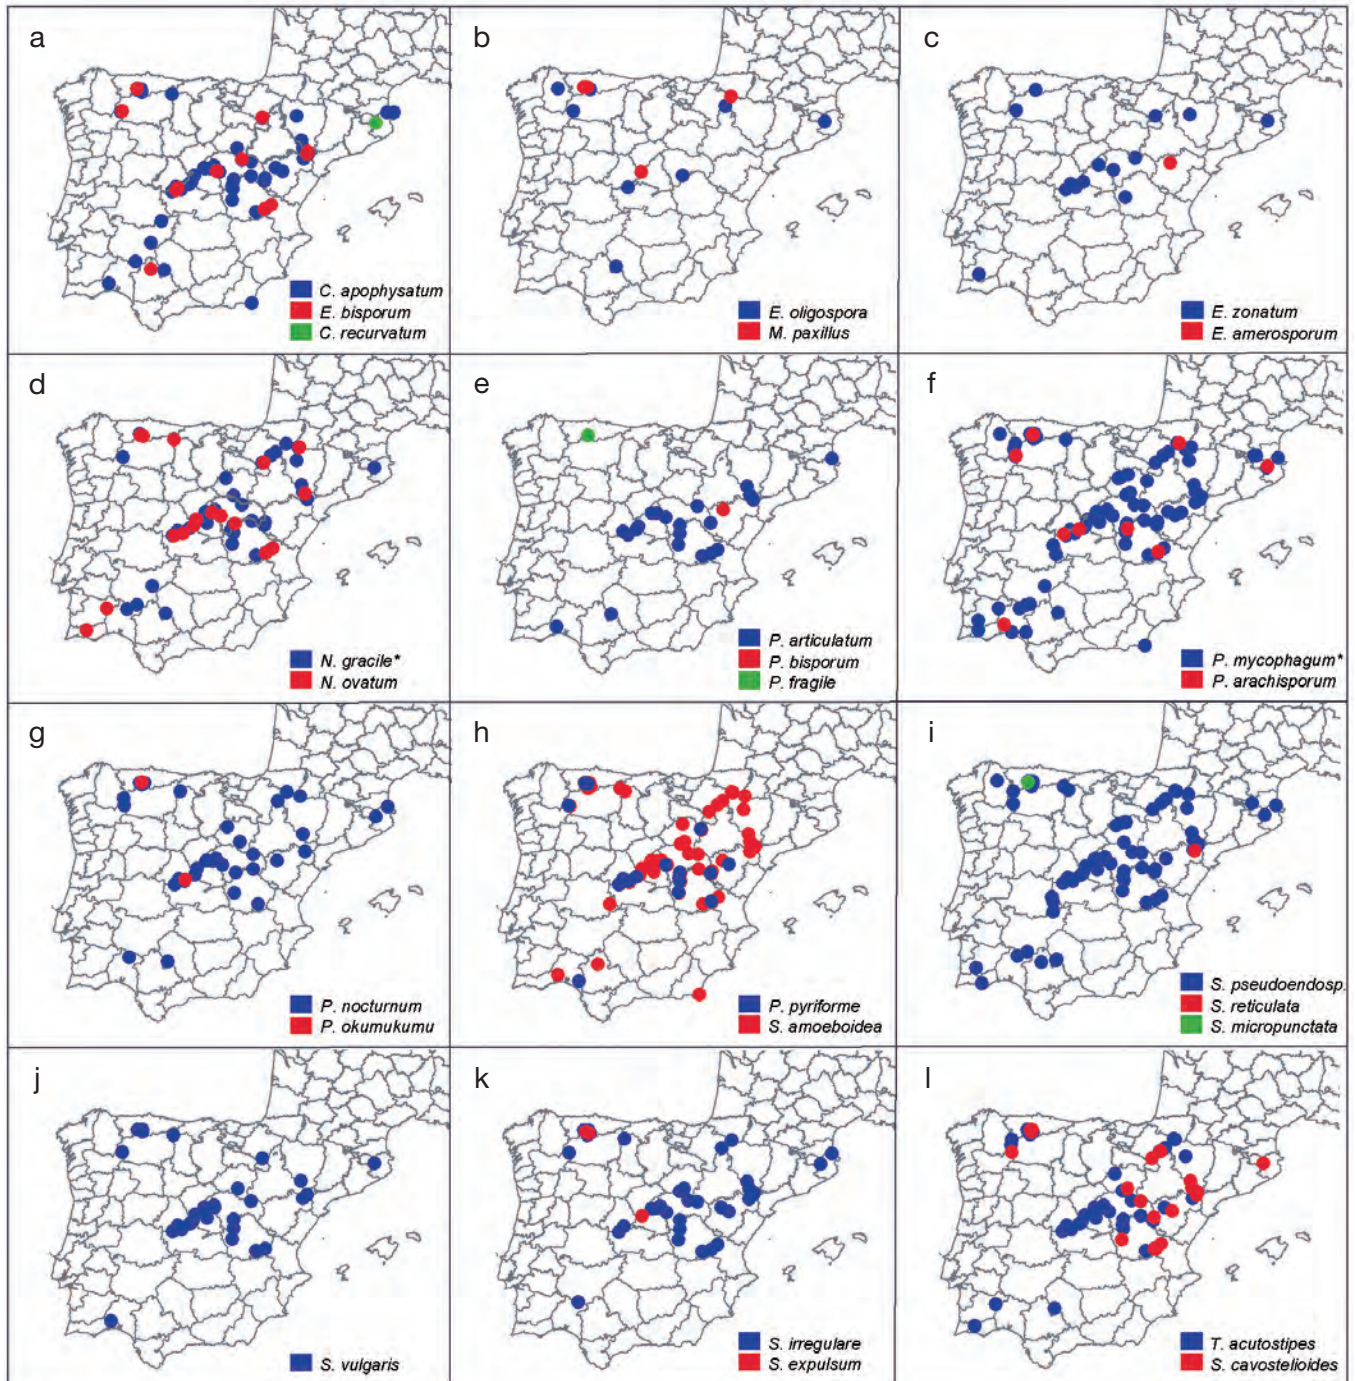 a
C. apophysatum
E. bisporum
C. recurvatum
b
E. oligospora
M. paxillus
c
E. zonatum
E. amerosporum
d
N. gracile*
N. ovatum
e
P. articulatum
P. bisporum
P. fragile
f
P. mycophagum*
P. arachisporum
g
P. nocturnum
P. okumukumu
h
P. pyriforme
S. amoeboidea
i
S. pseudoendosp.
S. reticulata
S. micropunctata
j
S. vulgaris
k
S. irregulare
S. expulsum
l
T. acutostipes
S. cavostelioides